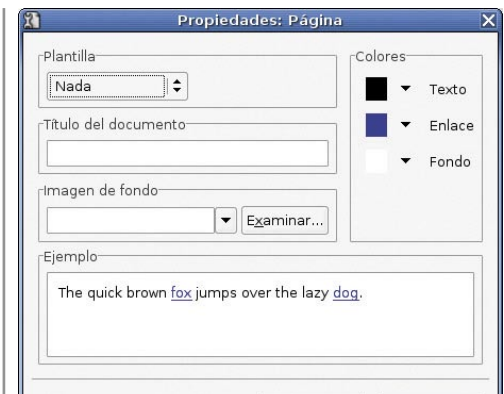 Propiedades: Página
Plantilla
Nada
Título del documento
Imagen de fondo
Examinar...
Colores
Texto
Enlace
Fondo
Ejemplo
The quick brown fox jumps over the lazy dog.